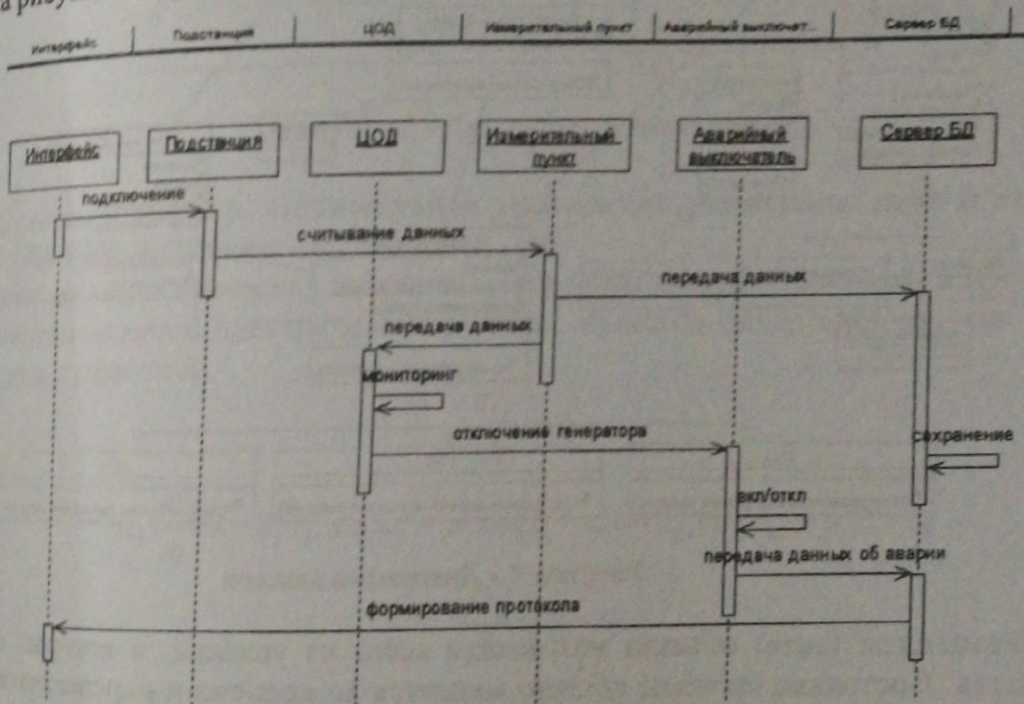 а рису
Интерфейс
Подстанция
ЦОД
Измерительный пункт
Аварийный выключат...
Сервер БД
Интерфейс
Подстанция
ЦОД
Измерительный
пункт
Аварийный
выключатель
Сервер БД
подключение
считывание данных
передача данных
передача данных
мониторинг
отключение генератора
сохранение
вкл/откл
передача данных об аварии
формирование протокола